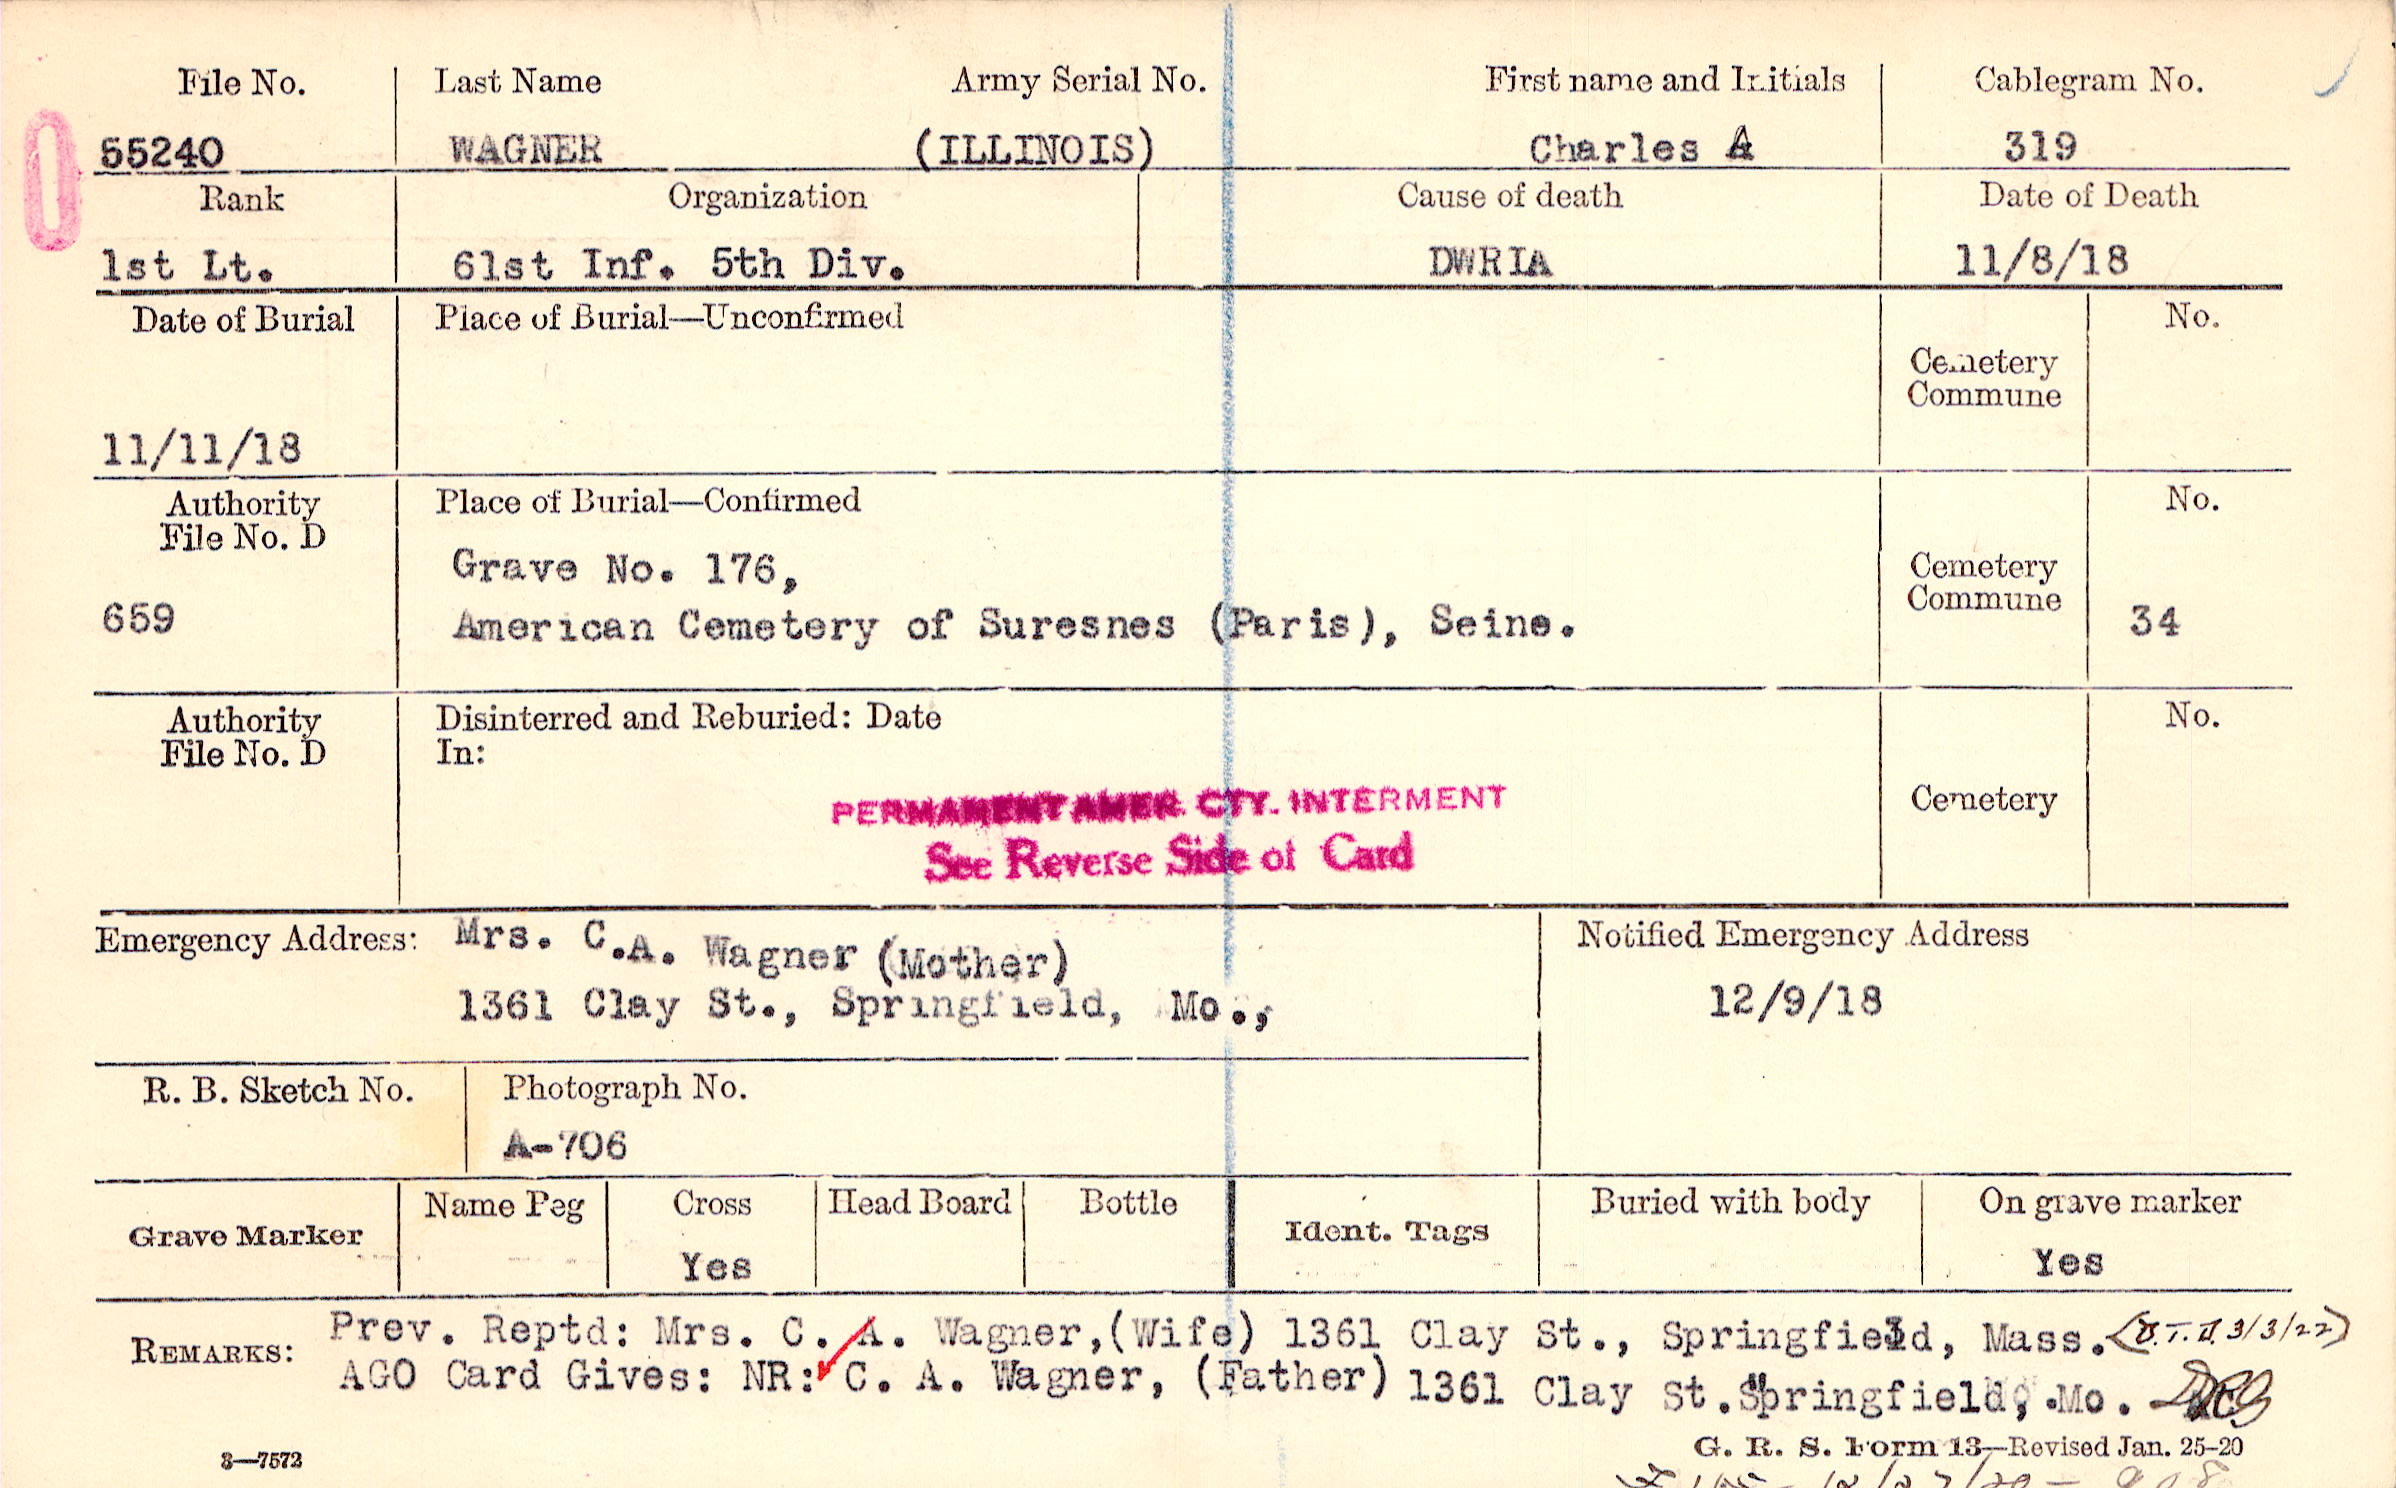 File No. Last Name Army Serial No. First name and Initials Cablegram No.
55240 WAGNER (ILLINOIS) Charles A 319
Rank Organization Cause of death Date of Death
1st Lt. 61st Inf. 5th Div. DWRIA 11/8/18
Date of Burial Place of Burial—Unconfirmed No.
Cemetery
Commune
11/11/18
Authority Place of Burial—Confirmed No.
File No. D
Grave No. 176, Cemetery
Commune
659 American Cemetery of Suresnes (Paris), Seine. 34
Authority Disinterred and Reburied: Date No.
File No. D In:
PERMANENT AMER. CTY. INTERMENT Cemetery
See Reverse Side of Card
Emergency Address: Mrs. C.A. Wagner (Mother) Notified Emergency Address
1361 Clay St., Springfield, Mo., 12/9/18
R. B. Sketch No. Photograph No.
A-706
Grave Marker Name Peg Cross Head Board Bottle Ident. Tags Buried with body On grave marker
Yes Yes
REMARKS: Prev. Reptd: Mrs. C. A. Wagner,(Wife) 1361 Clay St., Springfield, Mass. 3/3/22)
AGO Card Gives: NR: C. A. Wagner, (Father) 1361 Clay St. Springfield, Mo.
3—7572 G. R. S. Form 13—Revised Jan. 25-20